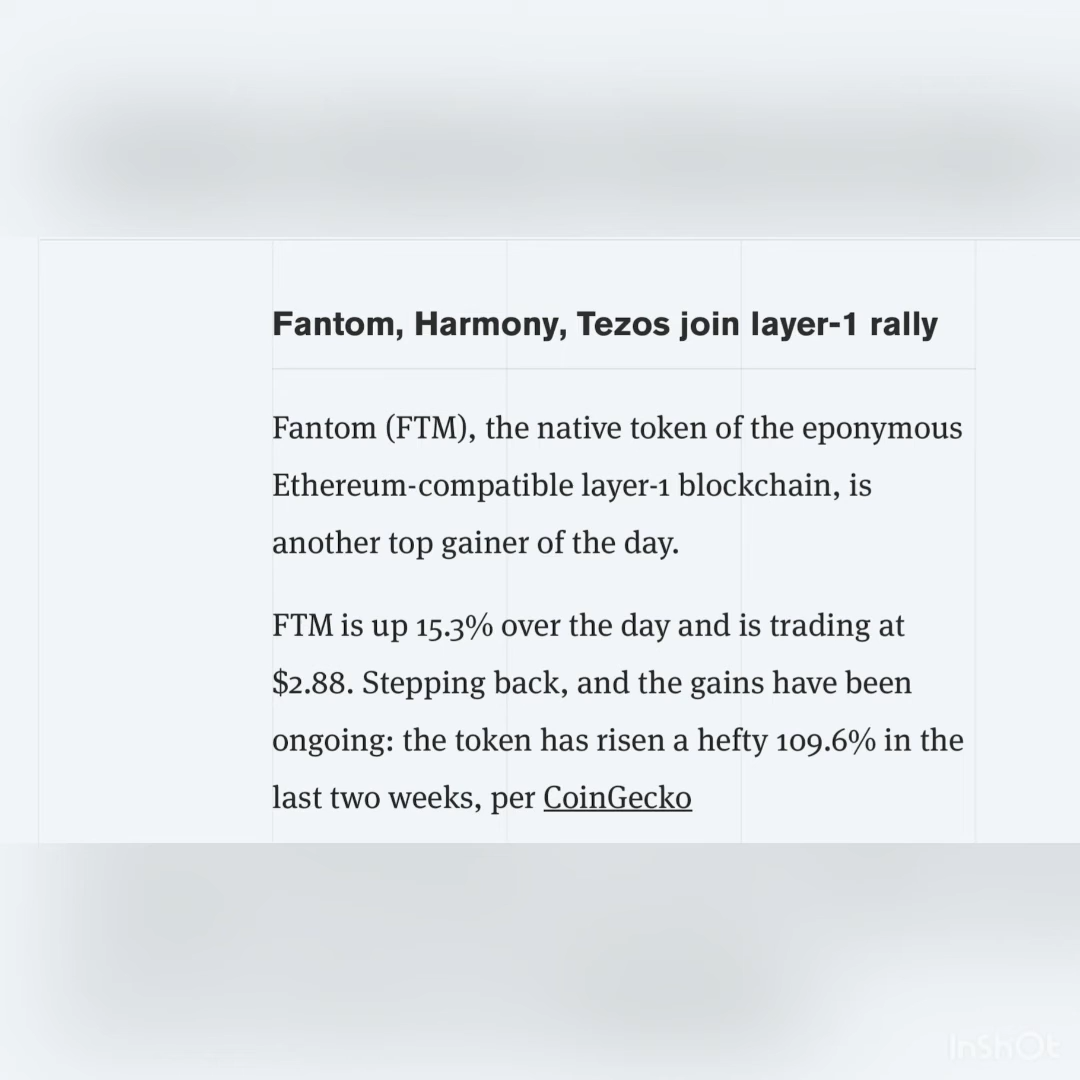 Fantom, Harmony, Tezos join layer-1 rally
Fantom (FTM), the native token of the eponymous
Ethereum-compatible layer-1 blockchain, is
another top gainer of the day.
FTM is up 15.3% over the day and is trading at
$2.88. Stepping back, and the gains have been
ongoing: the token has risen a hefty 109.6% in the
last two weeks, per CoinGecko
InShOt